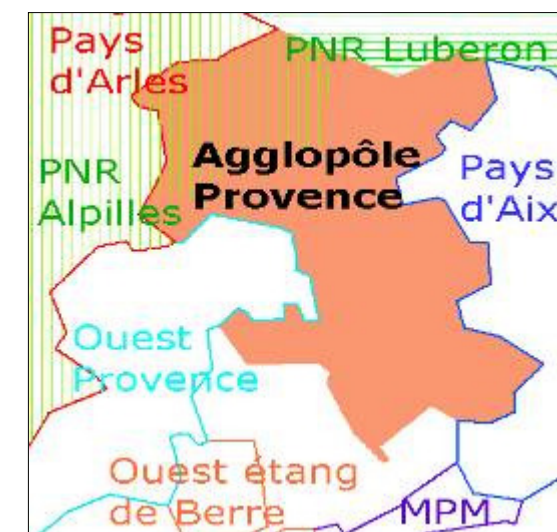 Pays
d'Arles
PNR Luberon
Agglopôle
Provence
PNR
Alpilles
Pays
d'Aix
Ouest
Provence
Ouest étang
de Berre
MPM